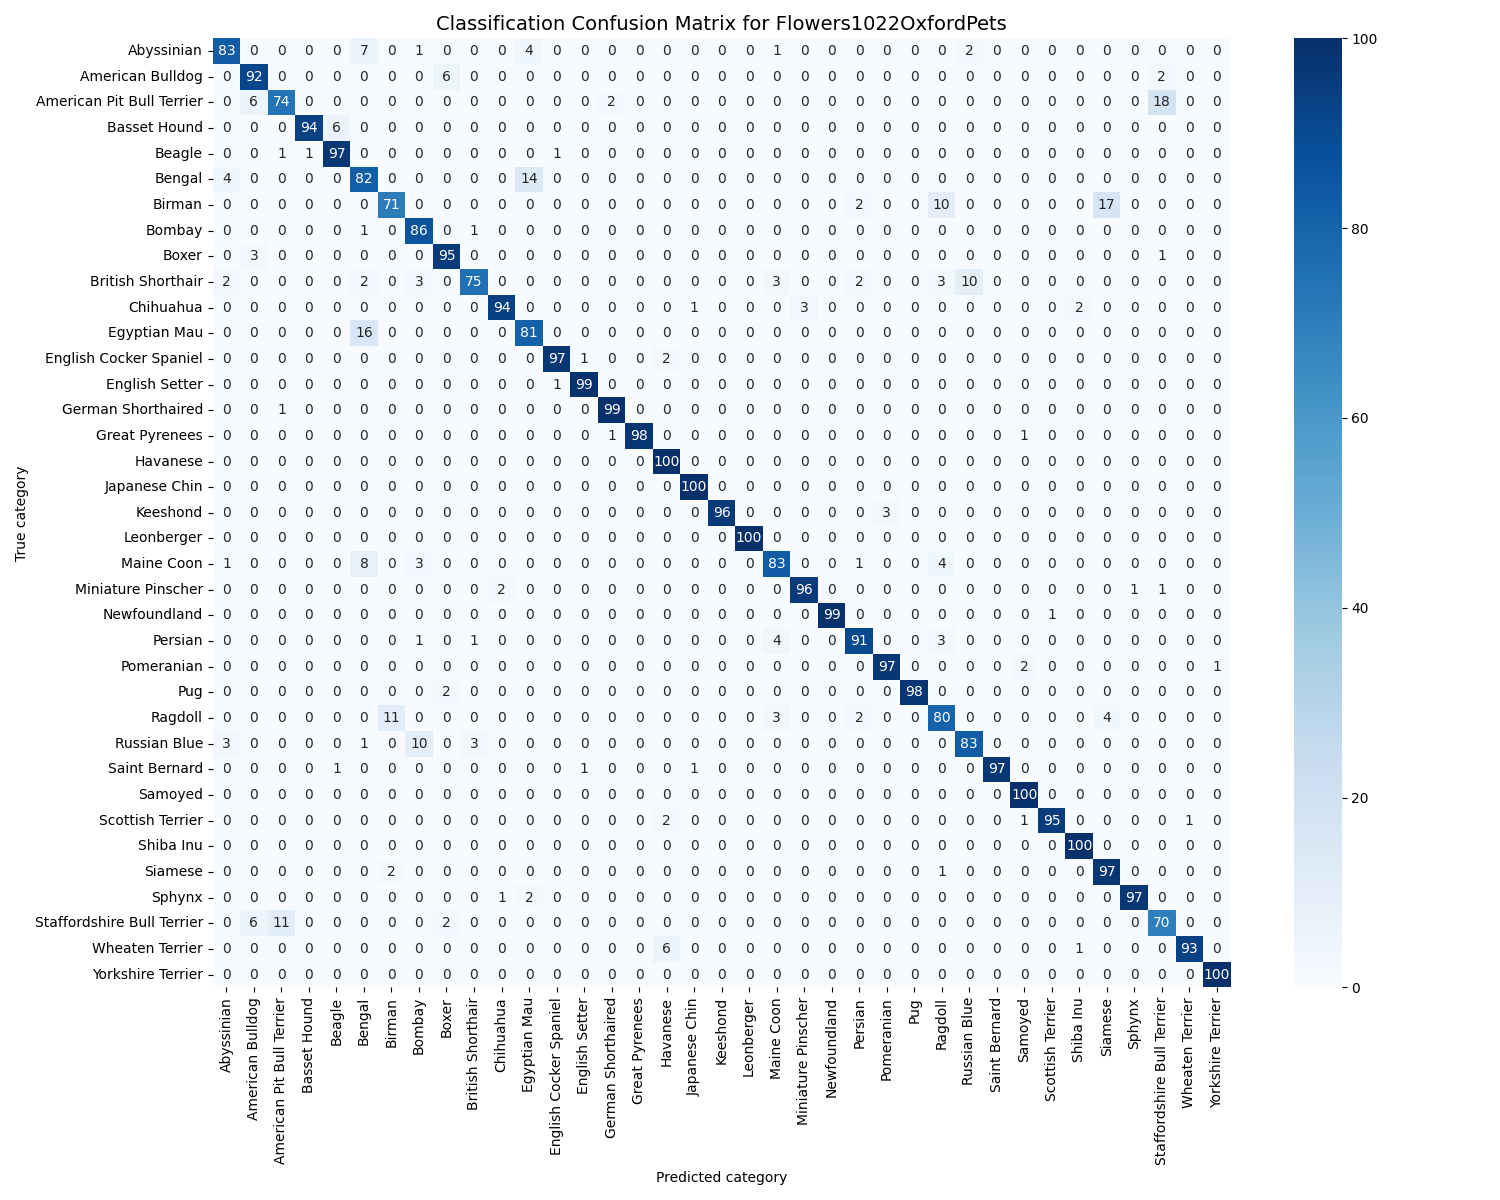 Classification Confusion Matrix for Flowers1022OxfordPets
True category
Abyssinian 83 0 0 0 0 7 0 1 0 0 0 4 0 0 0 0 0 0 0 0 1 0 0 0 0 0 0 2 0 0 0 0 0 0 0 0 0
American Bulldog 0 92 0 0 0 0 0 0 6 0 0 0 0 0 0 0 0 0 0 0 0 0 0 0 0 0 0 0 0 0 0 0 0 0 2 0 0
American Pit Bull Terrier 0 6 74 0 0 0 0 0 0 0 0 0 0 0 2 0 0 0 0 0 0 0 0 0 0 0 0 0 0 0 0 0 0 0 18 0 0
Basset Hound 0 0 0 94 6 0 0 0 0 0 0 0 0 0 0 0 0 0 0 0 0 0 0 0 0 0 0 0 0 0 0 0 0 0 0 0 0
Beagle 0 0 1 1 97 0 0 0 0 0 0 0 1 0 0 0 0 0 0 0 0 0 0 0 0 0 0 0 0 0 0 0 0 0 0 0 0
Bengal 4 0 0 0 0 82 0 0 0 0 0 14 0 0 0 0 0 0 0 0 0 0 0 0 0 0 0 0 0 0 0 0 0 0 0 0 0
Birman 0 0 0 0 0 0 71 0 0 0 0 0 0 0 0 0 0 0 0 0 0 0 0 2 0 0 10 0 0 0 0 0 17 0 0 0 0
Bombay 0 0 0 0 0 1 0 86 0 1 0 0 0 0 0 0 0 0 0 0 0 0 0 0 0 0 0 0 0 0 0 0 0 0 0 0 0
Boxer 0 3 0 0 0 0 0 0 95 0 0 0 0 0 0 0 0 0 0 0 0 0 0 0 0 0 0 0 0 0 0 0 0 0 1 0 0
British Shorthair 2 0 0 0 0 2 0 3 0 75 0 0 0 0 0 0 0 0 0 0 3 0 0 2 0 0 3 10 0 0 0 0 0 0 0 0 0
Chihuahua 0 0 0 0 0 0 0 0 0 0 94 0 0 0 0 0 0 1 0 0 0 3 0 0 0 0 0 0 0 0 0 2 0 0 0 0 0
Egyptian Mau 0 0 0 0 0 16 0 0 0 0 0 81 0 0 0 0 0 0 0 0 0 0 0 0 0 0 0 0 0 0 0 0 0 0 0 0 0
English Cocker Spaniel 0 0 0 0 0 0 0 0 0 0 0 0 97 1 0 0 2 0 0 0 0 0 0 0 0 0 0 0 0 0 0 0 0 0 0 0 0
English Setter 0 0 0 0 0 0 0 0 0 0 0 0 1 99 0 0 0 0 0 0 0 0 0 0 0 0 0 0 0 0 0 0 0 0 0 0 0
German Shorthaired 0 0 1 0 0 0 0 0 0 0 0 0 0 0 99 0 0 0 0 0 0 0 0 0 0 0 0 0 0 0 0 0 0 0 0 0 0
Great Pyrenees 0 0 0 0 0 0 0 0 0 0 0 0 0 0 1 98 0 0 0 0 0 0 0 0 0 0 0 0 0 1 0 0 0 0 0 0 0
Havanese 0 0 0 0 0 0 0 0 0 0 0 0 0 0 0 0 100 0 0 0 0 0 0 0 0 0 0 0 0 0 0 0 0 0 0 0 0
Japanese Chin 0 0 0 0 0 0 0 0 0 0 0 0 0 0 0 0 0 100 0 0 0 0 0 0 0 0 0 0 0 0 0 0 0 0 0 0 0
Keeshond 0 0 0 0 0 0 0 0 0 0 0 0 0 0 0 0 0 0 96 0 0 0 0 0 3 0 0 0 0 0 0 0 0 0 0 0 0
Leonberger 0 0 0 0 0 0 0 0 0 0 0 0 0 0 0 0 0 0 0 100 0 0 0 0 0 0 0 0 0 0 0 0 0 0 0 0 0
Maine Coon 1 0 0 0 0 8 0 3 0 0 0 0 0 0 0 0 0 0 0 0 83 0 0 1 0 0 4 0 0 0 0 0 0 0 0 0 0
Miniature Pinscher 0 0 0 0 0 0 0 0 0 0 2 0 0 0 0 0 0 0 0 0 0 96 0 0 0 0 0 0 0 0 0 0 0 1 1 0 0
Newfoundland 0 0 0 0 0 0 0 0 0 0 0 0 0 0 0 0 0 0 0 0 0 0 99 0 0 0 0 0 0 0 1 0 0 0 0 0 0
Persian 0 0 0 0 0 0 0 1 0 1 0 0 0 0 0 0 0 0 0 0 4 0 0 91 0 0 3 0 0 0 0 0 0 0 0 0 0
Pomeranian 0 0 0 0 0 0 0 0 0 0 0 0 0 0 0 0 0 0 0 0 0 0 0 0 97 0 0 0 0 2 0 0 0 0 0 0 1
Pug 0 0 0 0 0 0 0 0 2 0 0 0 0 0 0 0 0 0 0 0 0 0 0 0 0 98 0 0 0 0 0 0 0 0 0 0 0
Ragdoll 0 0 0 0 0 0 11 0 0 0 0 0 0 0 0 0 0 0 0 0 3 0 0 2 0 0 80 0 0 0 0 0 4 0 0 0 0
Russian Blue 3 0 0 0 0 1 0 10 0 3 0 0 0 0 0 0 0 0 0 0 0 0 0 0 0 0 0 83 0 0 0 0 0 0 0 0 0
Saint Bernard 0 0 0 0 1 0 0 0 0 0 0 0 0 1 0 0 0 1 0 0 0 0 0 0 0 0 0 0 97 0 0 0 0 0 0 0 0
Samoyed 0 0 0 0 0 0 0 0 0 0 0 0 0 0 0 0 0 0 0 0 0 0 0 0 0 0 0 0 0 100 0 0 0 0 0 0 0
Scottish Terrier 0 0 0 0 0 0 0 0 0 0 0 0 0 0 0 0 2 0 0 0 0 0 0 0 0 0 0 0 0 1 95 0 0 0 0 1 0
Shiba Inu 0 0 0 0 0 0 0 0 0 0 0 0 0 0 0 0 0 0 0 0 0 0 0 0 0 0 0 0 0 0 0 100 0 0 0 0 0
Siamese 0 0 0 0 0 0 2 0 0 0 0 0 0 0 0 0 0 0 0 0 0 0 0 0 0 0 1 0 0 0 0 0 97 0 0 0 0
Sphynx 0 0 0 0 0 0 0 0 0 0 1 2 0 0 0 0 0 0 0 0 0 0 0 0 0 0 0 0 0 0 0 0 0 97 0 0 0
Staffordshire Bull Terrier 0 6 11 0 0 0 0 0 2 0 0 0 0 0 0 0 0 0 0 0 0 0 0 0 0 0 0 0 0 0 0 0 0 0 70 0 0
Wheaten Terrier 0 0 0 0 0 0 0 0 0 0 0 0 0 0 0 0 6 0 0 0 0 0 0 0 0 0 0 0 0 0 0 1 0 0 0 93 0
Yorkshire Terrier 0 0 0 0 0 0 0 0 0 0 0 0 0 0 0 0 0 0 0 0 0 0 0 0 0 0 0 0 0 0 0 0 0 0 0 0 100
Abyssinian
American Bulldog
American Pit Bull Terrier
Basset Hound
Beagle
Bengal
Birman
Bombay
Boxer
British Shorthair
Chihuahua
Egyptian Mau
English Cocker Spaniel
English Setter
German Shorthaired
Great Pyrenees
Havanese
Japanese Chin
Keeshond
Leonberger
Maine Coon
Miniature Pinscher
Newfoundland
Persian
Pomeranian
Pug
Ragdoll
Russian Blue
Saint Bernard
Samoyed
Scottish Terrier
Shiba Inu
Siamese
Sphynx
Staffordshire Bull Terrier
Wheaten Terrier
Yorkshire Terrier
Predicted category
100
80
60
40
20
0